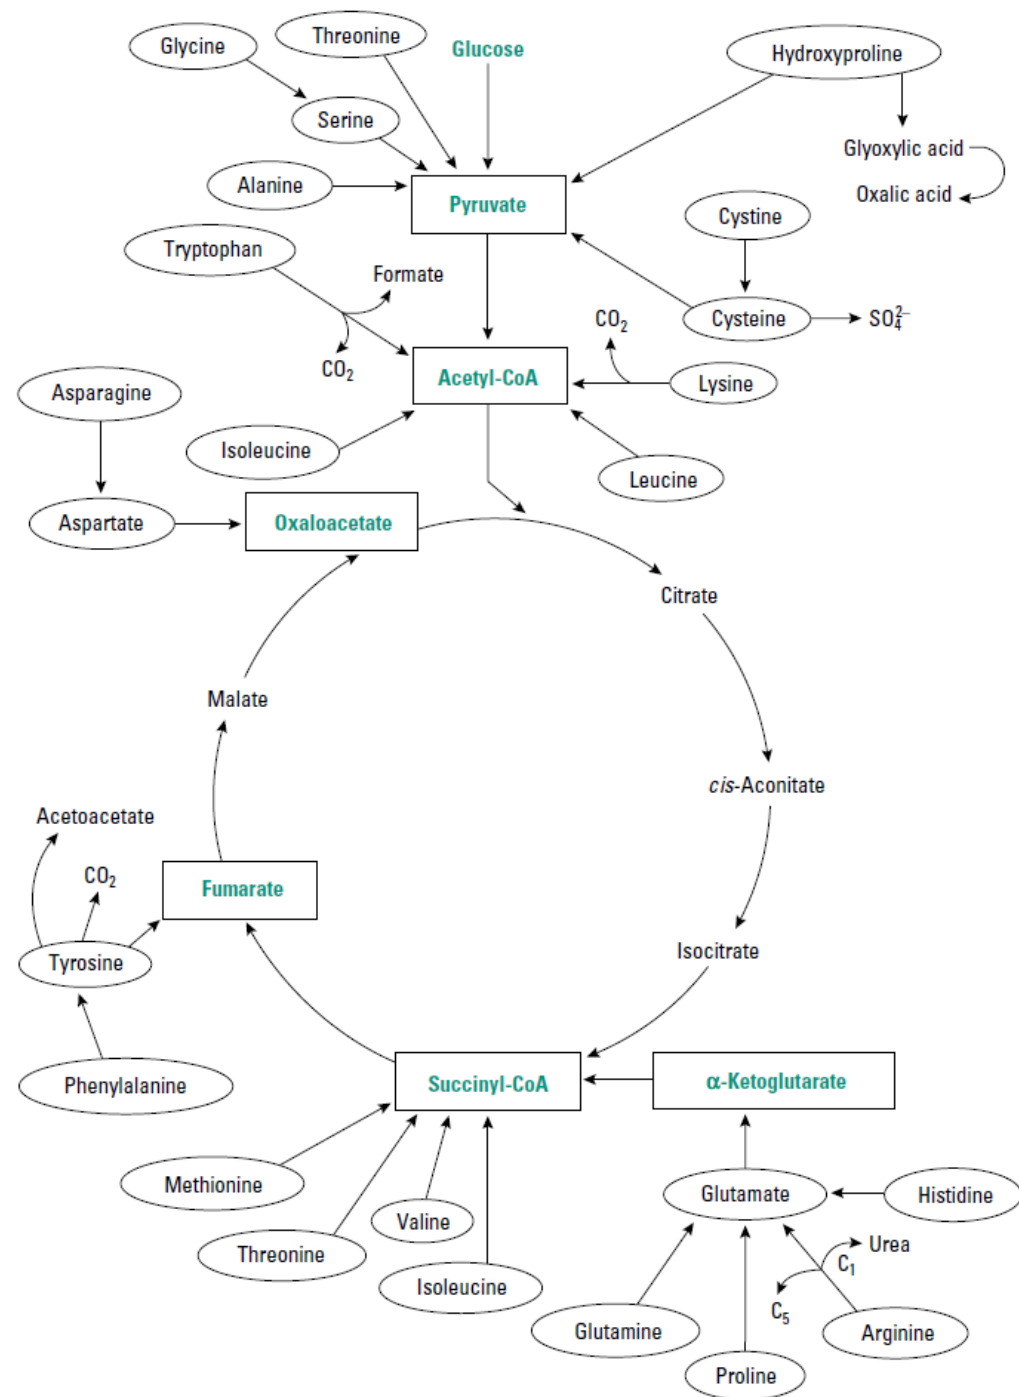 Glycine
Threonine
Glucose
Hydroxyproline
Serine
Glyoxylic acid
Alanine
Pyruvate
Oxalic acid
Cystine
Tryptophan
Formate
CO₂
Cysteine
SO₄²⁻
CO₂
Acetyl-CoA
Lysine
Asparagine
Isoleucine
Leucine
Aspartate
Oxaloacetate
Citrate
Malate
cis-Aconitate
Acetoacetate
CO₂
Fumarate
Tyrosine
Isocitrate
Phenylalanine
Succinyl-CoA
α-Ketoglutarate
Methionine
Glutamate
Histidine
Valine
Threonine
Urea
C₁
Isoleucine
C₅
Glutamine
Arginine
Proline